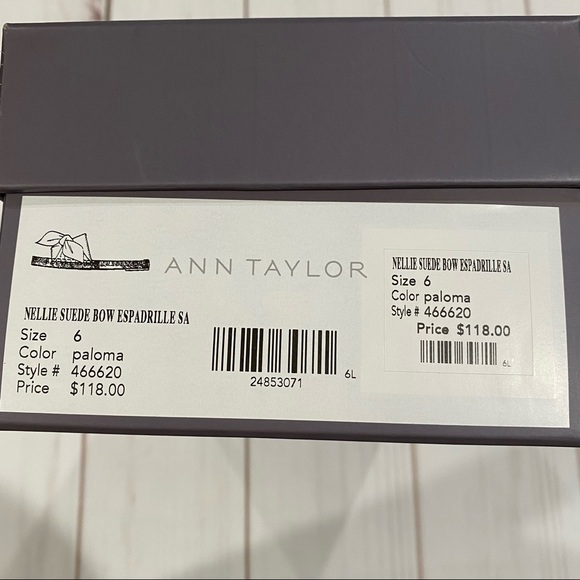 ANN TAYLOR
NELLIE SUEDE BOW ESPADRILLE SA
Size 6
Color paloma
Style # 466620
Price $118.00
24853071
6L
NELLIE SUEDE BOW ESPADRILLE SA
Size 6
Color paloma
Style # 466620
Price $118.00
6L